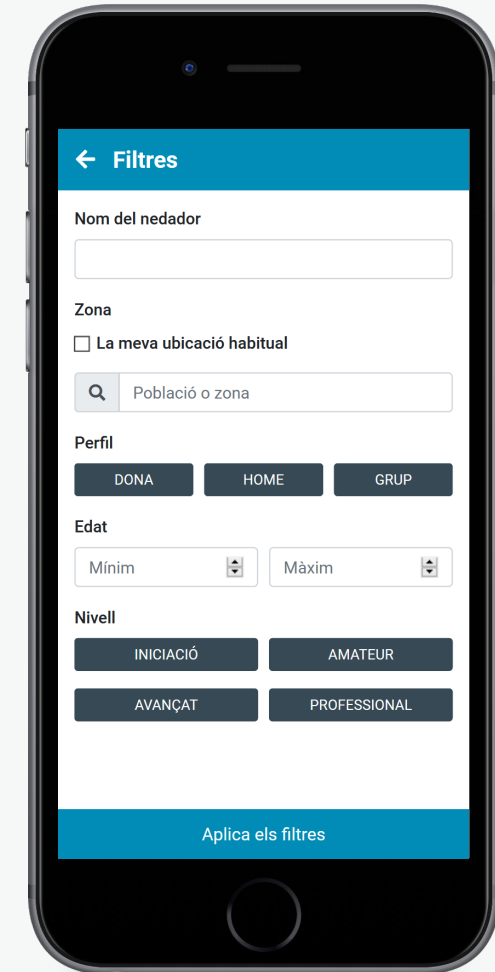 Filtres
Nom del nedador
Zona
La meva ubicació habitual
Població o zona
Perfil
DONA HOME GRUP
Edat
Mínim Màxim
Nivell
INICIACIÓ AMATEUR
AVANÇAT PROFESSIONAL
Aplica els filtres